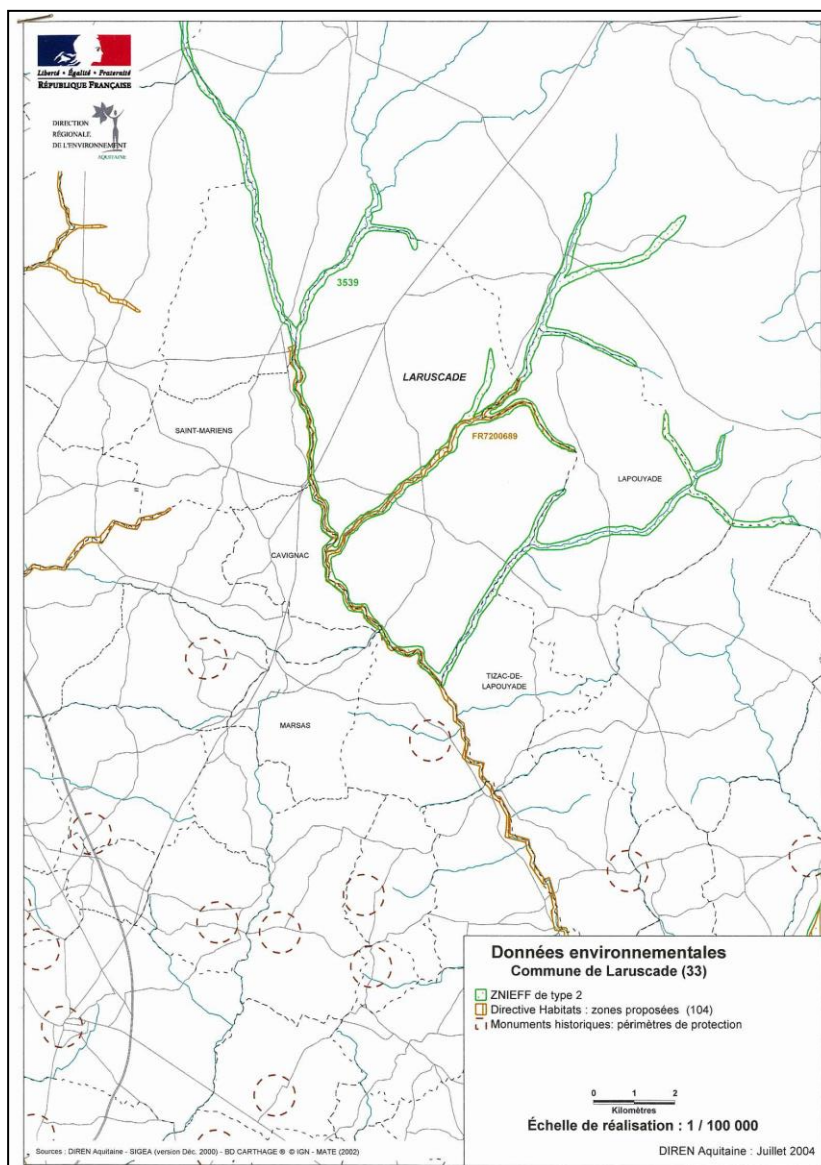 Liberté • Égalité • Fraternité
RÉPUBLIQUE FRANÇAISE
DIRECTION
RÉGIONALE
DE L'ENVIRONNEMENT
AQUITAINE
3539
LARUSCADE
SAINT-MARIENS
FR7200689
LAPOUYADE
CAVIGNAC
TIZAC-DE-
LAPOUYADE
MARSAS
Données environnementales
Commune de Laruscade (33)
ZNIEFF de type 2
Directive Habitats : zones proposées (104)
Monuments historiques: périmètres de protection
0 1 2
Kilomètres
Échelle de réalisation : 1 / 100 000
Sources : DIREN Aquitaine - SIGEA (version Déc. 2000) - BD CARTHAGE ® © IGN - MATE (2002)
DIREN Aquitaine : Juillet 2004